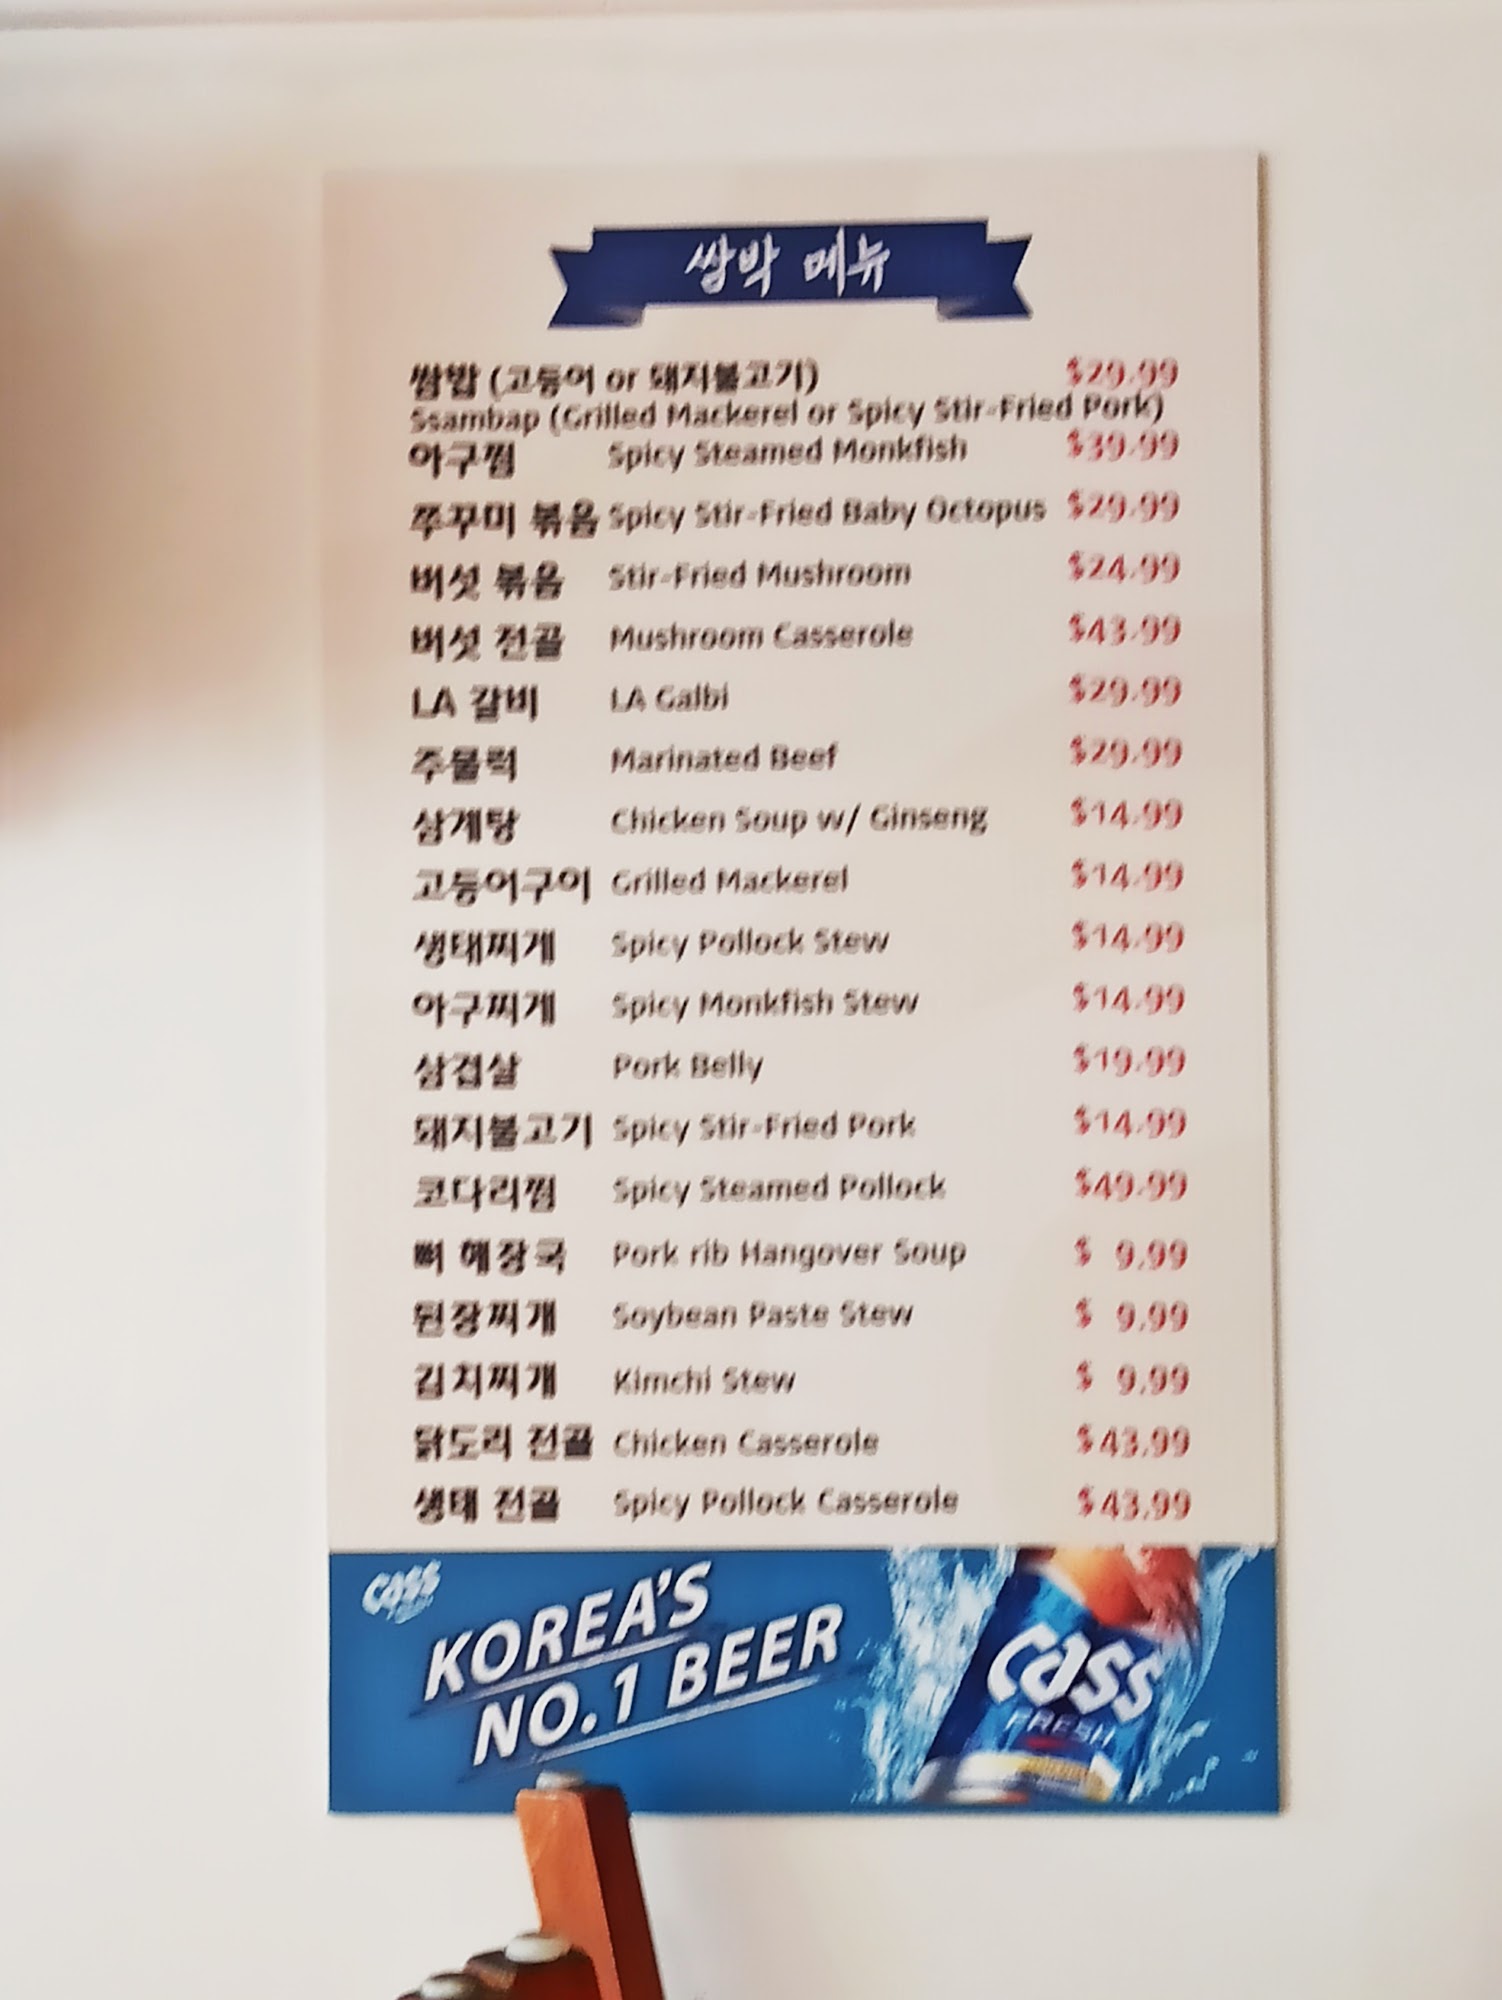 쌈박 메뉴
쌈밥 (고등어 or 돼지불고기) $29.99
Ssambap (Grilled Mackerel or Spicy Stir-Fried Pork)
아구찜 Spicy Steamed Monkfish $39.99
쭈꾸미 볶음 Spicy Stir-Fried Baby Octopus $29.99
버섯 볶음 Stir-Fried Mushroom $24.99
버섯 전골 Mushroom Casserole $43.99
LA 갈비 LA Galbi $29.99
주물럭 Marinated Beef $29.99
삼계탕 Chicken Soup w/ Ginseng $14.99
고등어구이 Grilled Mackerel $14.99
생태찌게 Spicy Pollock Stew $14.99
아구찌게 Spicy Monkfish Stew $14.99
삼겹살 Pork Belly $19.99
돼지불고기 Spicy Stir-Fried Pork $14.99
코다리찜 Spicy Steamed Pollock $49.99
뼈 해장국 Pork rib Hangover Soup $ 9.99
된장찌개 Soybean Paste Stew $ 9.99
김치찌개 Kimchi Stew $ 9.99
닭도리 전골 Chicken Casserole $43.99
생태 전골 Spicy Pollock Casserole $43.99
Cass
KOREA'S
NO.1 BEER
Cass
FRESH